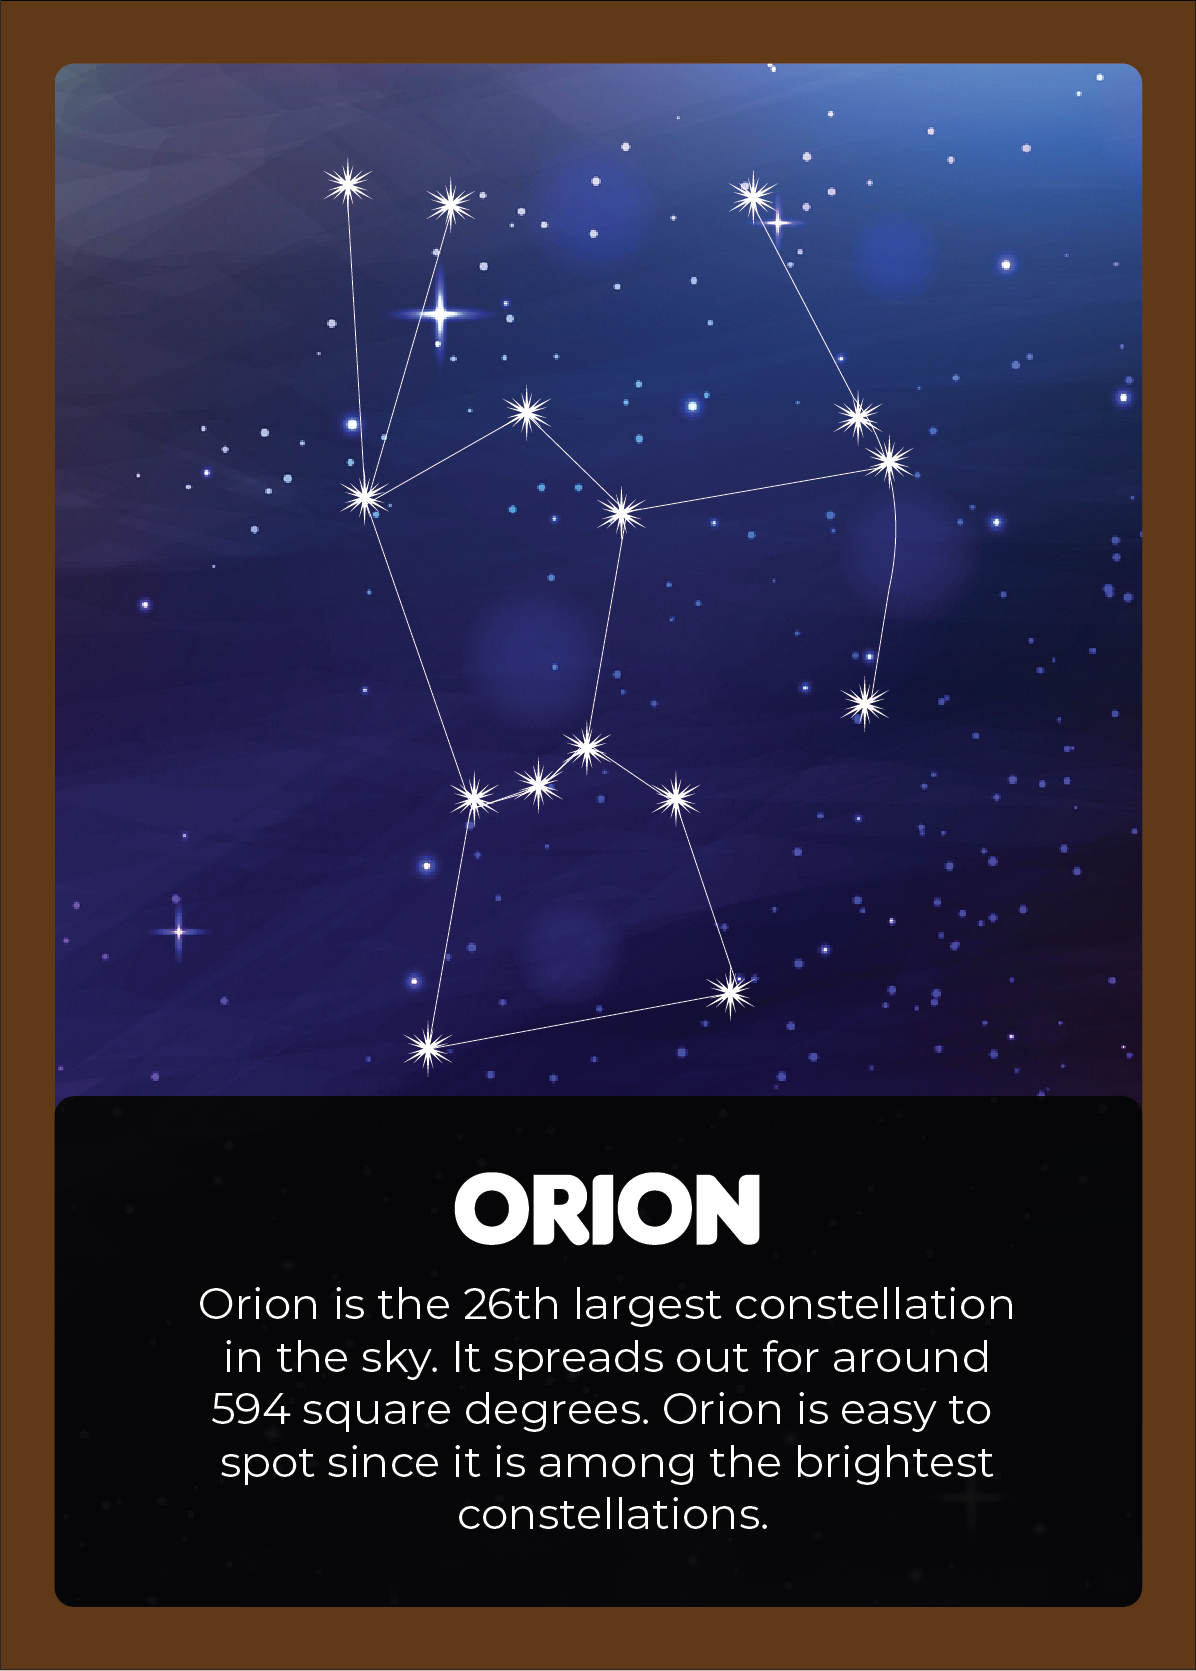 ORION
Orion is the 26th largest constellation
in the sky. It spreads out for around
594 square degrees. Orion is easy to
spot since it is among the brightest
constellations.